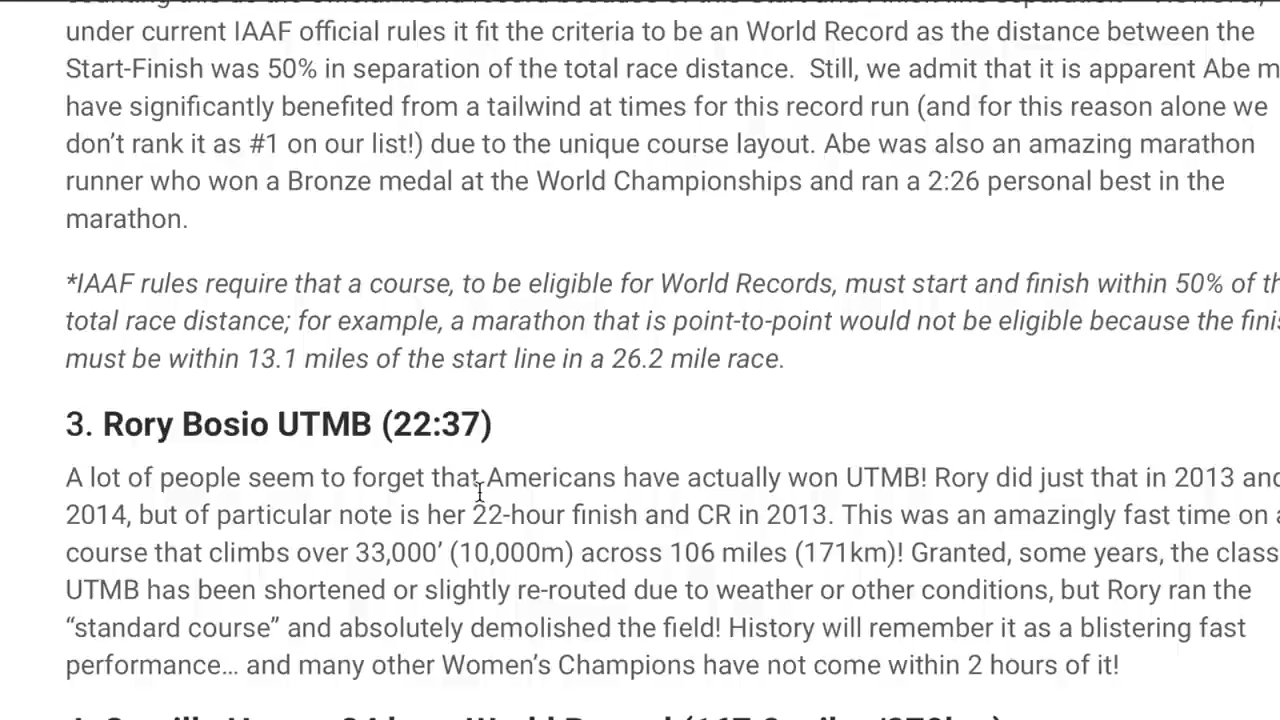 under current IAAF official rules it fit the criteria to be an World Record as the distance between the
Start-Finish was 50% in separation of the total race distance.  Still, we admit that it is apparent Abe
have significantly benefited from a tailwind at times for this record run (and for this reason alone we
don’t rank it as #1 on our list!) due to the unique course layout. Abe was also an amazing marathon
runner who won a Bronze medal at the World Championships and ran a 2:26 personal best in the
marathon.
*IAAF rules require that a course, to be eligible for World Records, must start and finish within 50% of
total race distance; for example, a marathon that is point-to-point would not be eligible because the
must be within 13.1 miles of the start line in a 26.2 mile race.
3. Rory Bosio UTMB (22:37)
A lot of people seem to forget that Americans have actually won UTMB! Rory did just that in 2013
2014, but of particular note is her 22-hour finish and CR in 2013. This was an amazingly fast time on
course that climbs over 33,000’ (10,000m) across 106 miles (171km)! Granted, some years, the
UTMB has been shortened or slightly re-routed due to weather or other conditions, but Rory ran the
“standard course” and absolutely demolished the field! History will remember it as a blistering fast
performance… and many other Women’s Champions have not come within 2 hours of it!